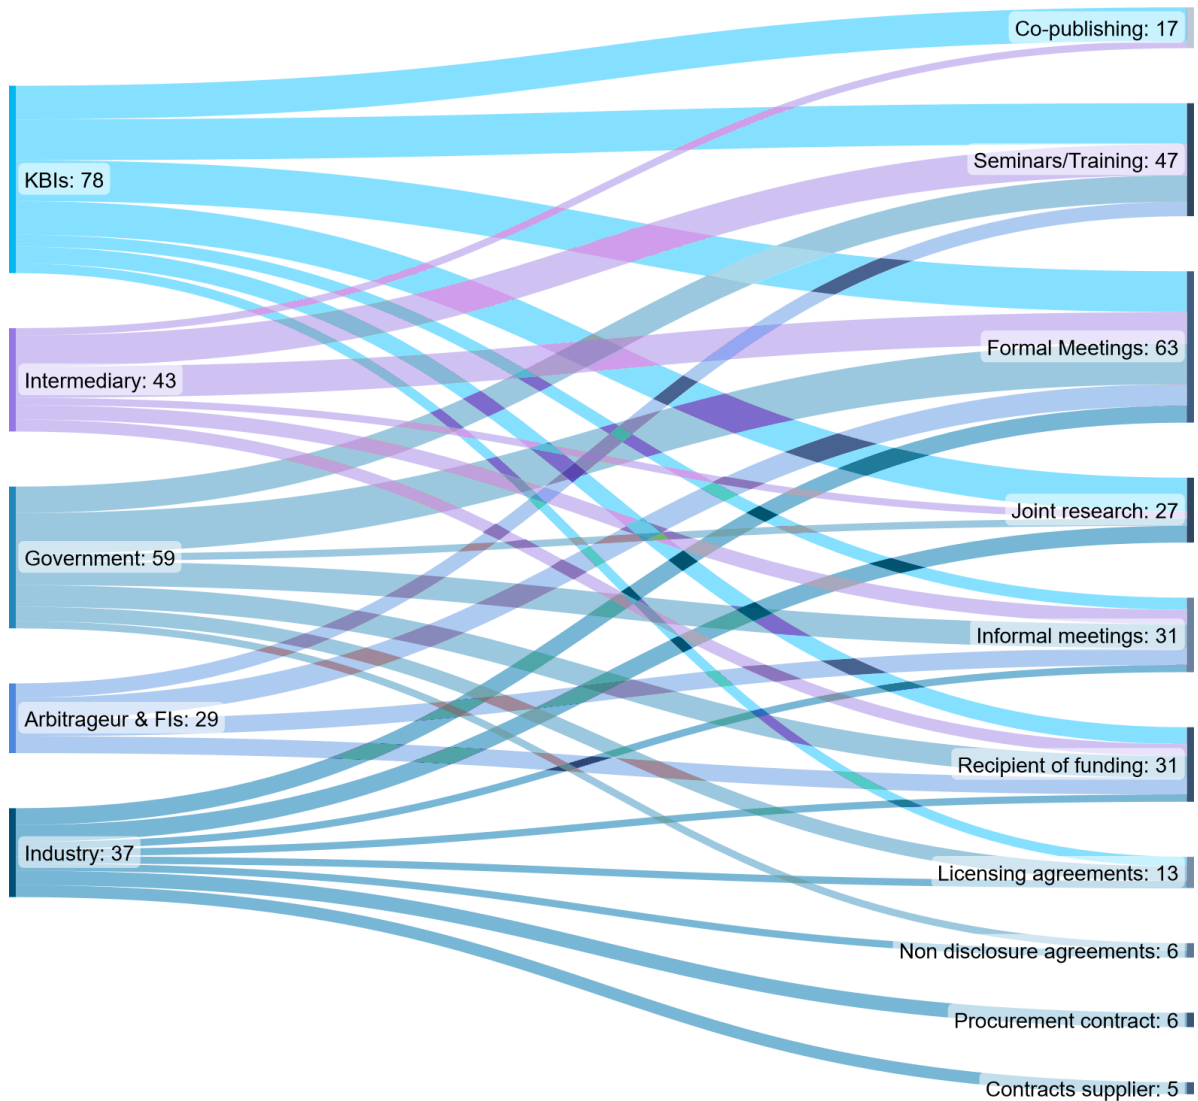 Co-publishing: 17
Seminars/Training: 47
KBIs: 78
Formal Meetings: 63
Intermediary: 43
Joint research: 27
Government: 59
Informal meetings: 31
Arbitrageur & FIs: 29
Recipient of funding: 31
Industry: 37
Licensing agreements: 13
Non disclosure agreements: 6
Procurement contract: 6
Contracts supplier: 5